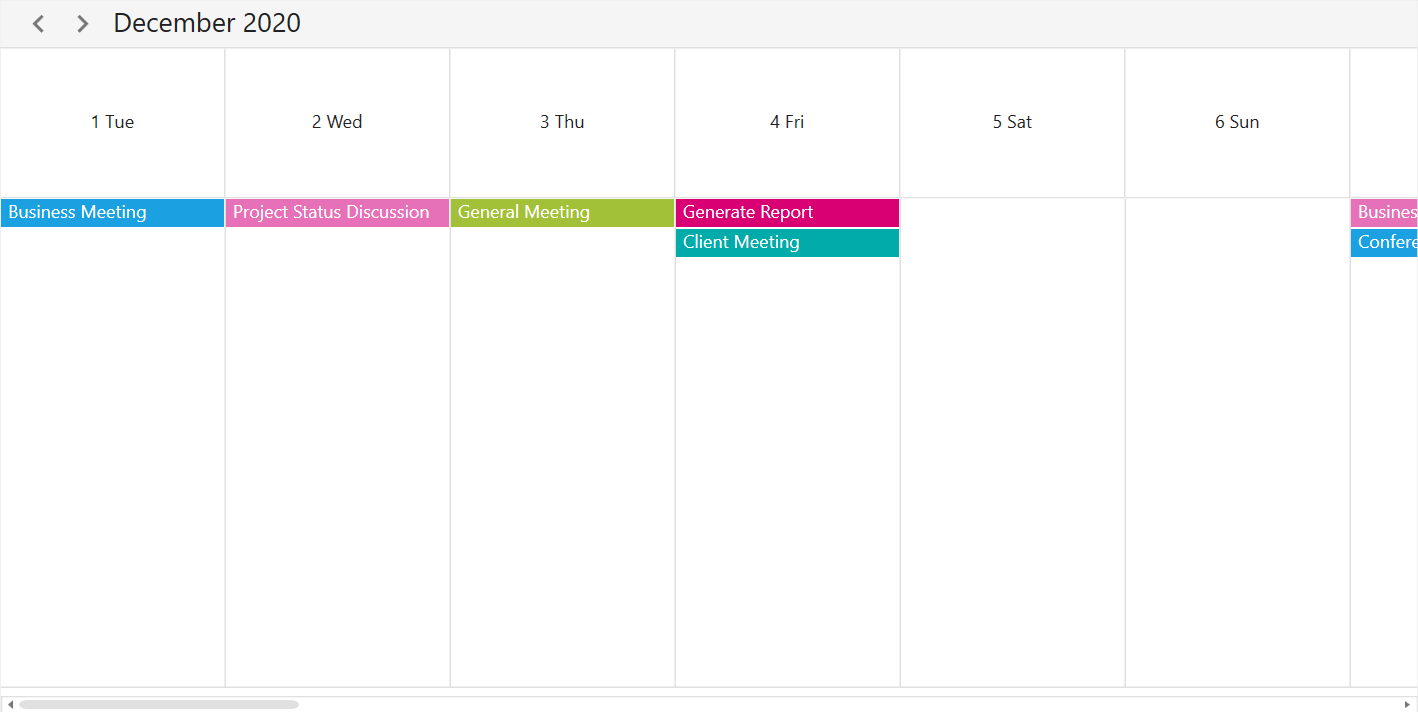 December 2020
1 Tue
2 Wed
3 Thu
4 Fri
5 Sat
6 Sun
Business Meeting
Project Status Discussion
General Meeting
Generate Report
Busines
Client Meeting
Confere